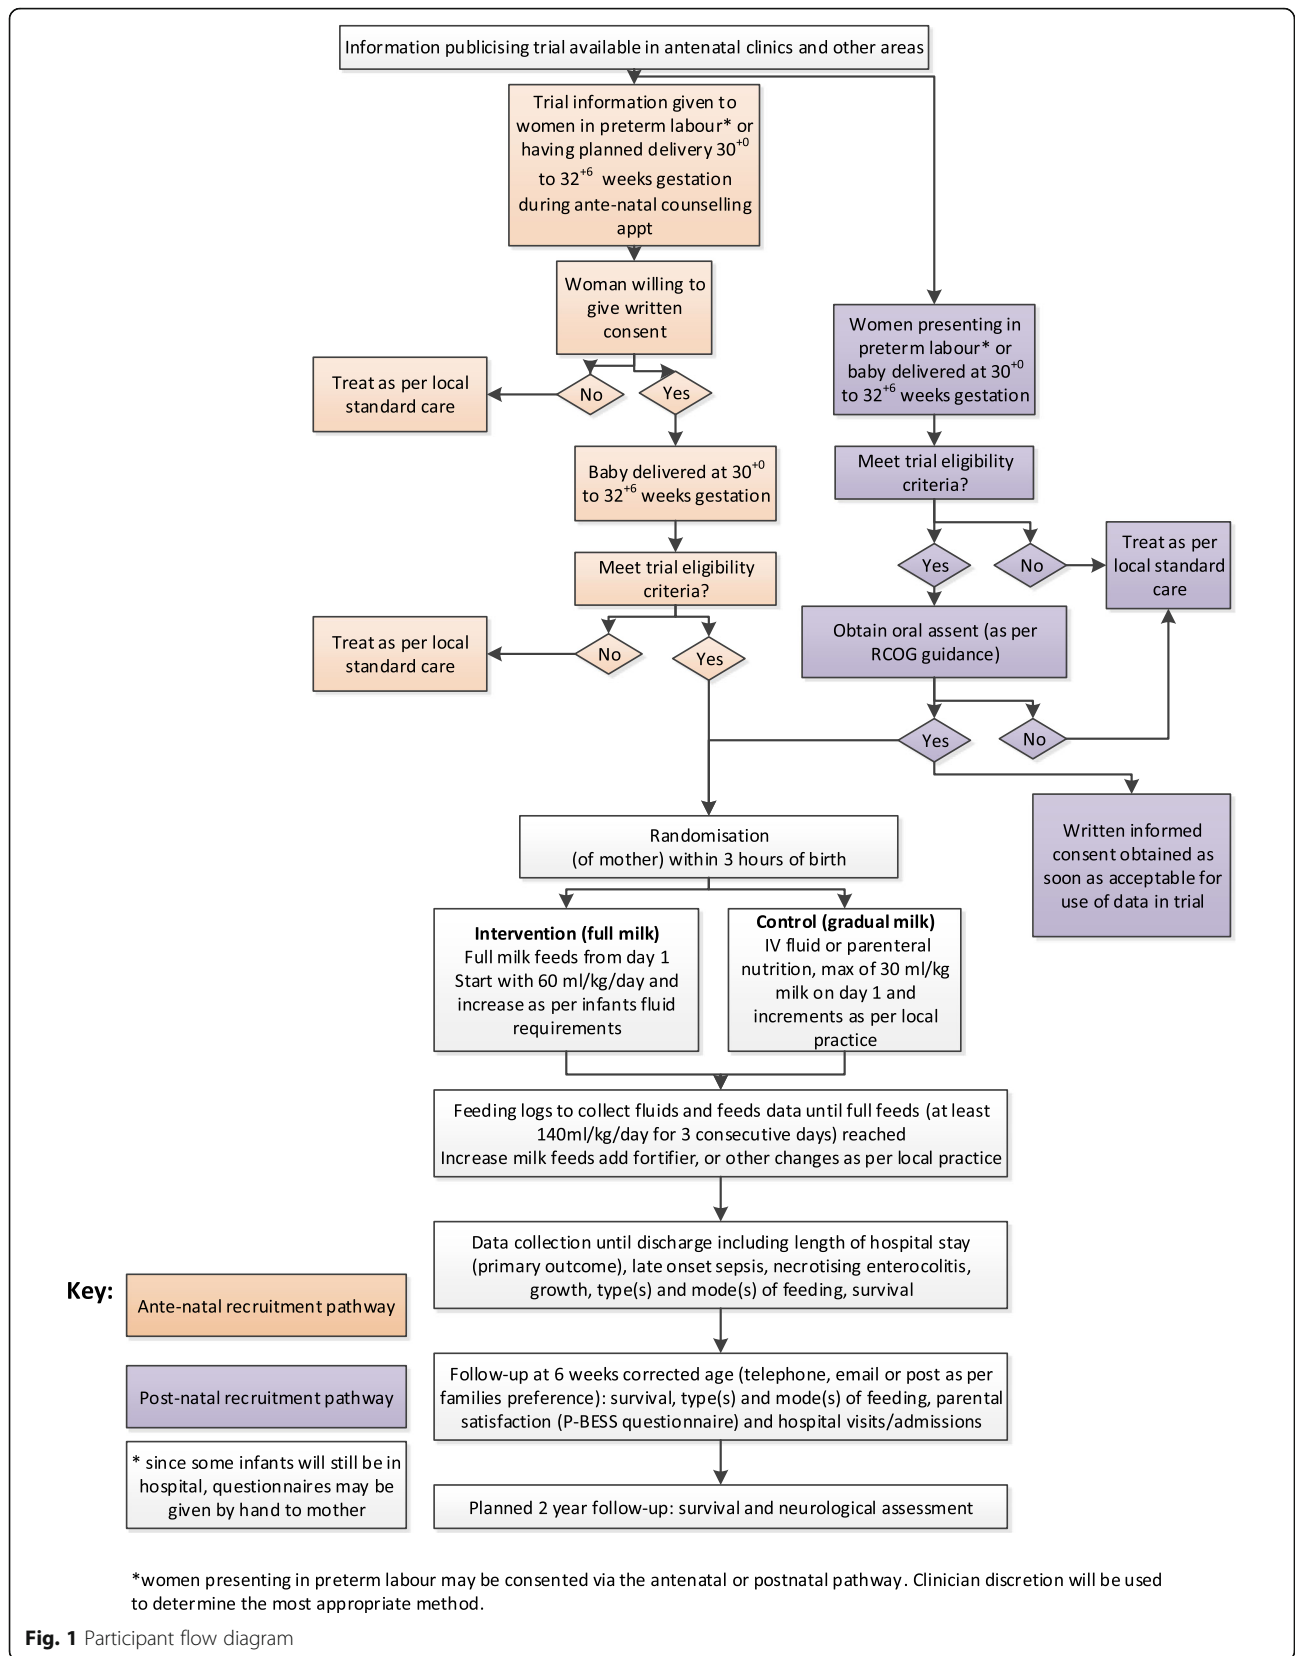 Information publicising trial available in antenatal clinics and other areas
Trial information given to
women in preterm labour* or
having planned delivery 30+0
to 32+6 weeks gestation
during ante-natal counselling
appt
Woman willing to
give written
consent
No
Yes
Treat as per local
standard care
Baby delivered at 30+0
to 32+6 weeks gestation
Meet trial eligibility
criteria?
No
Yes
Treat as per local
standard care
Women presenting in
preterm labour* or
baby delivered at 30+0
to 32+6 weeks gestation
Meet trial eligibility
criteria?
Yes
No
Treat as per
local standard
care
Obtain oral assent (as per
RCOG guidance)
Yes
No
Written informed
consent obtained as
soon as acceptable for
use of data in trial
Randomisation
(of mother) within 3 hours of birth
Intervention (full milk)
Full milk feeds from day 1
Start with 60 ml/kg/day and
increase as per infants fluid
requirements
Control (gradual milk)
IV fluid or parenteral
nutrition, max of 30 ml/kg
milk on day 1 and
increments as per local
practice
Feeding logs to collect fluids and feeds data until full feeds (at least
140ml/kg/day for 3 consecutive days) reached
Increase milk feeds add fortifier, or other changes as per local practice
Data collection until discharge including length of hospital stay
(primary outcome), late onset sepsis, necrotising enterocolitis,
growth, type(s) and mode(s) of feeding, survival
Follow-up at 6 weeks corrected age (telephone, email or post as per
families preference): survival, type(s) and mode(s) of feeding, parental
satisfaction (P-BESS questionnaire) and hospital visits/admissions
Planned 2 year follow-up: survival and neurological assessment
Key:
Ante-natal recruitment pathway
Post-natal recruitment pathway
* since some infants will still be in
hospital, questionnaires may be
given by hand to mother
*women presenting in preterm labour may be consented via the antenatal or postnatal pathway. Clinician discretion will be used
to determine the most appropriate method.
Fig. 1 Participant flow diagram